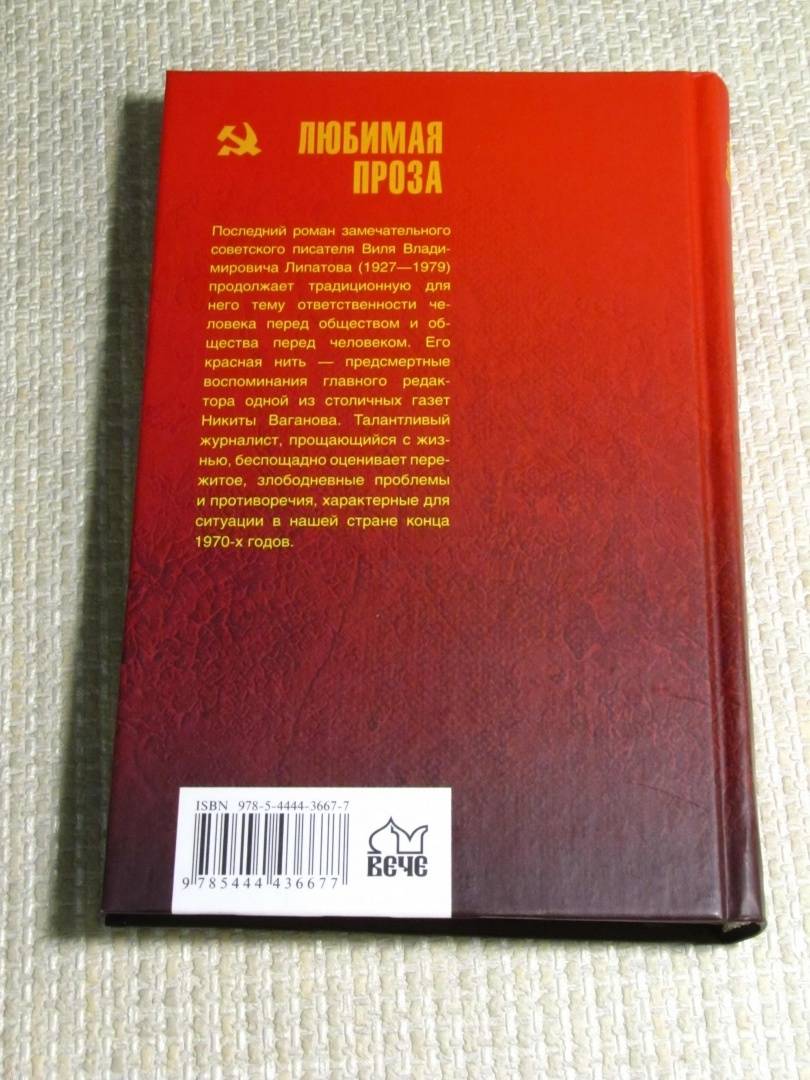 ЛЮБИМАЯ
ПРОЗА
Последний роман замечательного
советского писателя Виля Влади-
мировича Липатова (1927—1979)
продолжает традиционную для
него тему ответственности че-
ловека перед обществом и об-
щества перед человеком. Его
красная нить — предсмертные
воспоминания главного редак-
тора одной из столичных газет
Никиты Ваганова. Талантливый
журналист, прощающийся с жиз-
нью, беспощадно оценивает пере-
житое, злободневные проблемы
и противоречия, характерные для
ситуации в нашей стране конца
1970-х годов.
ISBN 978-5-4444-3667-7
9 785444 436677
ВЕЧЕ